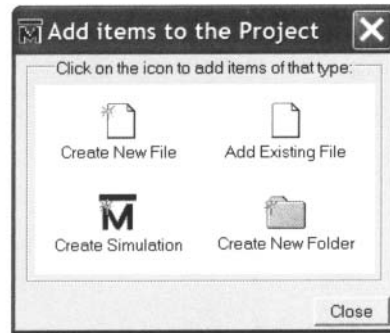 Add items to the Project
Click on the icon to add items of that type:
Create New File
Add Existing File
Create Simulation
Create New Folder
Close